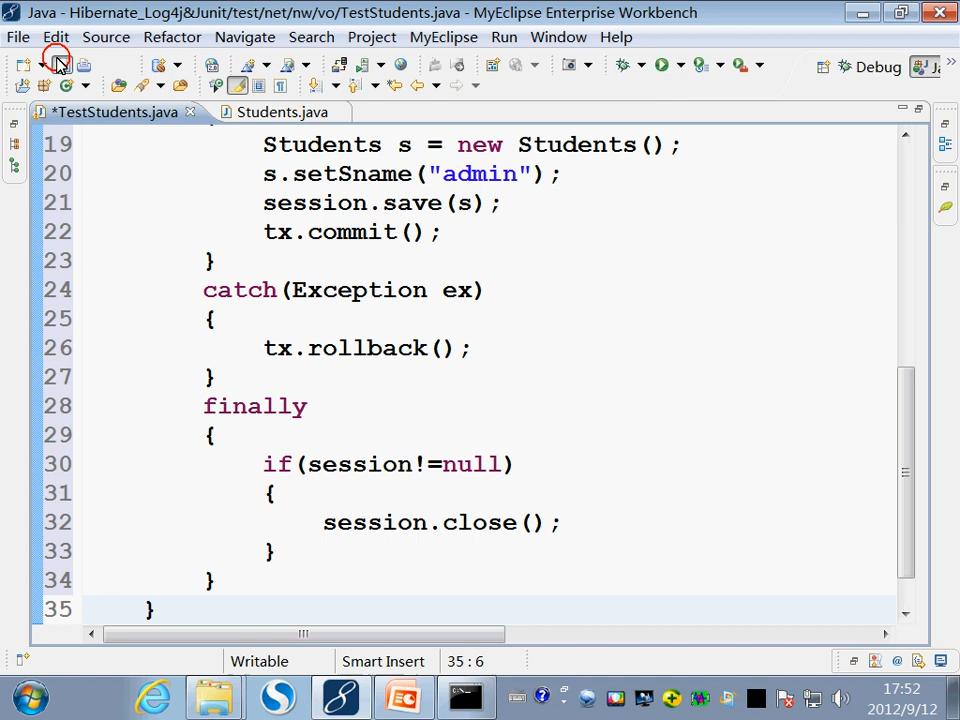 Java - Hibernate_Log4j&Junit/test/net/nw/vo/TestStudents.java - MyEclipse Enterprise Workbench
File Edit Source Refactor Navigate Search Project MyEclipse Run Window Help
Debug
*TestStudents.java Students.java
19 Students s = new Students();
20 s.setSname("admin");
21 session.save(s);
22 tx.commit();
23 }
24 catch(Exception ex)
25 {
26 tx.rollback();
27 }
28 finally
29 {
30 if(session!=null)
31 {
32 session.close();
33 }
34 }
35 }
Writable Smart Insert 35 : 6
17:52
2012/9/12